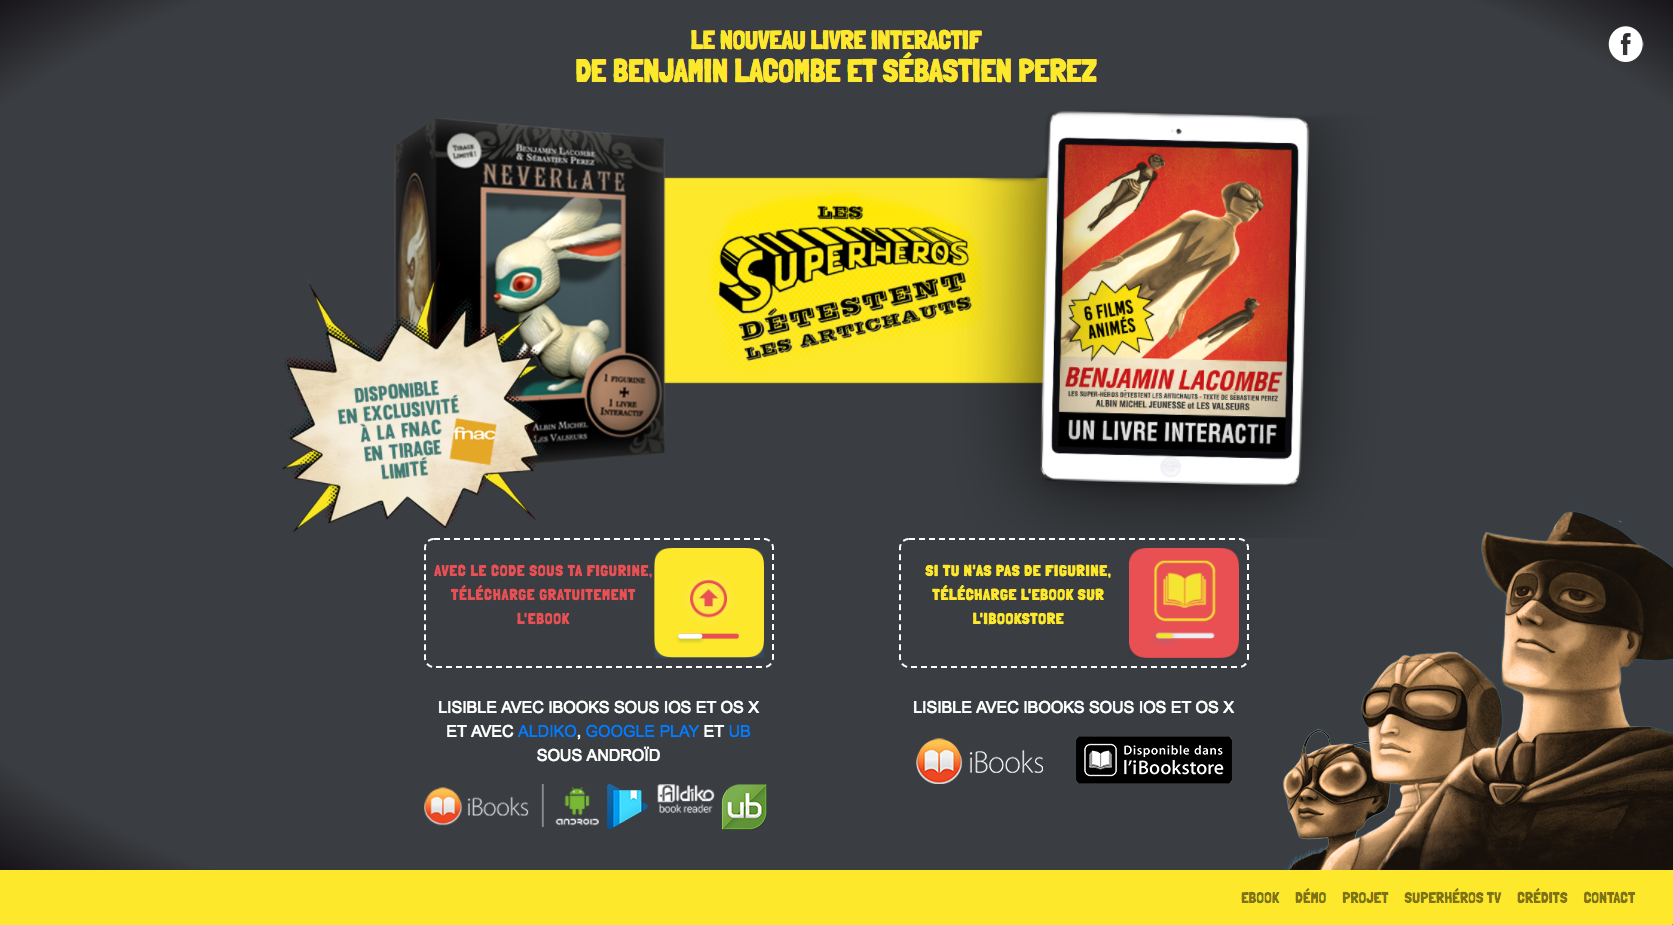 LE NOUVEAU LIVRE INTERACTIF
DE BENJAMIN LACOMBE ET SÉBASTIEN PEREZ
f
TIRAGE
LIMITÉ !
BENJAMIN LACOMBE
& SÉBASTIEN PEREZ
NEVERLATE
1 FIGURINE
+
1 LIVRE
INTERACTIF
ALBIN MICHEL
LES VALSEURS
DISPONIBLE
EN EXCLUSIVITÉ
À LA FNAC
EN TIRAGE
LIMITÉ
fnac
LES
SUPERHEROS
DÉTESTENT
LES ARTICHAUTS
6 FILMS
ANIMÉS
BENJAMIN LACOMBE
LES SUPER-HÉROS DÉTESTENT LES ARTICHAUTS - TEXTE DE SÉBASTIEN PEREZ
ALBIN MICHEL JEUNESSE et LES VALSEURS
UN LIVRE INTERACTIF
AVEC LE CODE SOUS TA FIGURINE,
TÉLÉCHARGE GRATUITEMENT
L'EBOOK
SI TU N'AS PAS DE FIGURINE,
TÉLÉCHARGE L'EBOOK SUR
L'IBOOKSTORE
LISIBLE AVEC IBOOKS SOUS IOS ET OS X
ET AVEC ALDIKO, GOOGLE PLAY ET UB
SOUS ANDROÏD
iBooks
ANDROID
Aldiko
book reader
ub
LISIBLE AVEC IBOOKS SOUS IOS ET OS X
iBooks
Disponible dans
l'iBookstore
EBOOK DÉMO PROJET SUPERHÉROS TV CRÉDITS CONTACT